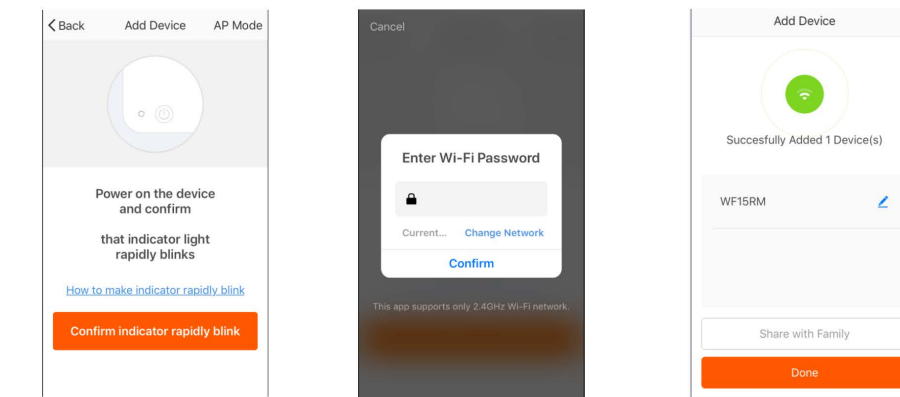 Back Add Device AP Mode
Power on the device
and confirm
that indicator light
rapidly blinks
How to make indicator rapidly blink
Confirm indicator rapidly blink
Cancel
Enter Wi-Fi Password
Current... Change Network
Confirm
This app supports only 2.4GHz Wi-Fi network.
Add Device
Succesfully Added 1 Device(s)
WF15RM
Share with Family
Done